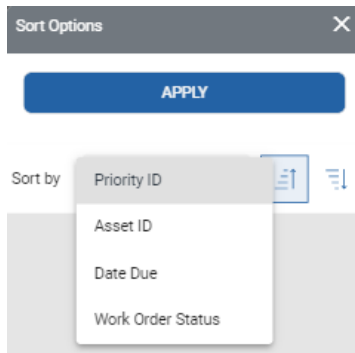 Sort Options
APPLY
Sort by
Priority ID
Asset ID
Date Due
Work Order Status